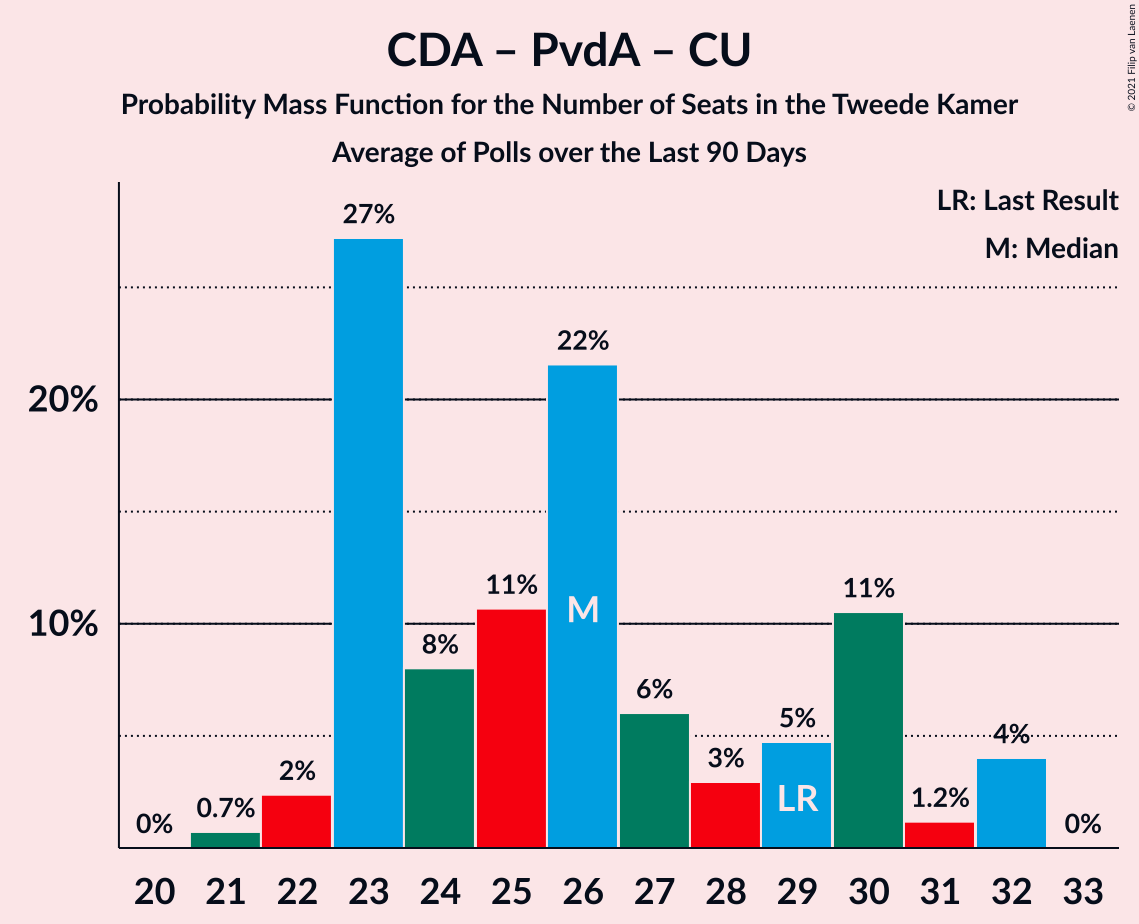 CDA – PvdA – CU
Probability Mass Function for the Number of Seats in the Tweede Kamer
Average of Polls over the Last 90 Days
© 2021 Filip van Laenen
LR: Last Result
M: Median
20%
10%
0%
0.7%
2%
27%
8%
11%
22%
6%
3%
5%
11%
1.2%
4%
0%
M
LR
20 21 22 23 24 25 26 27 28 29 30 31 32 33